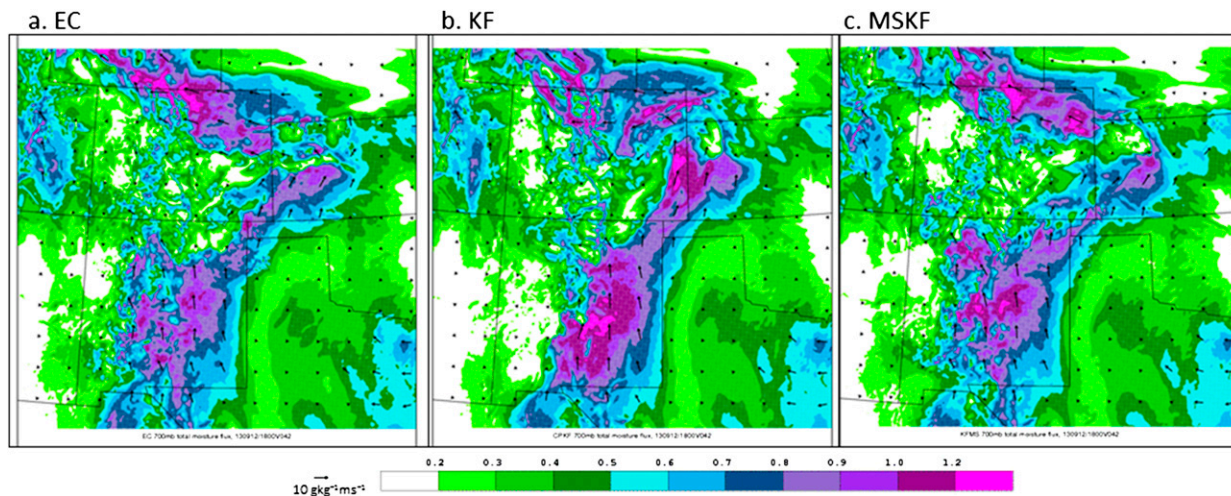 a. EC
b. KF
c. MSKF
EC 700mb total moisture flux, 130912/1800V042
CPKF 700mb total moisture flux, 130912/1800V042
KFMS 700mb total moisture flux, 130912/1800V042
0.2 0.3 0.4 0.5 0.6 0.7 0.8 0.9 1.0 1.2
10 gkg⁻¹ms⁻¹